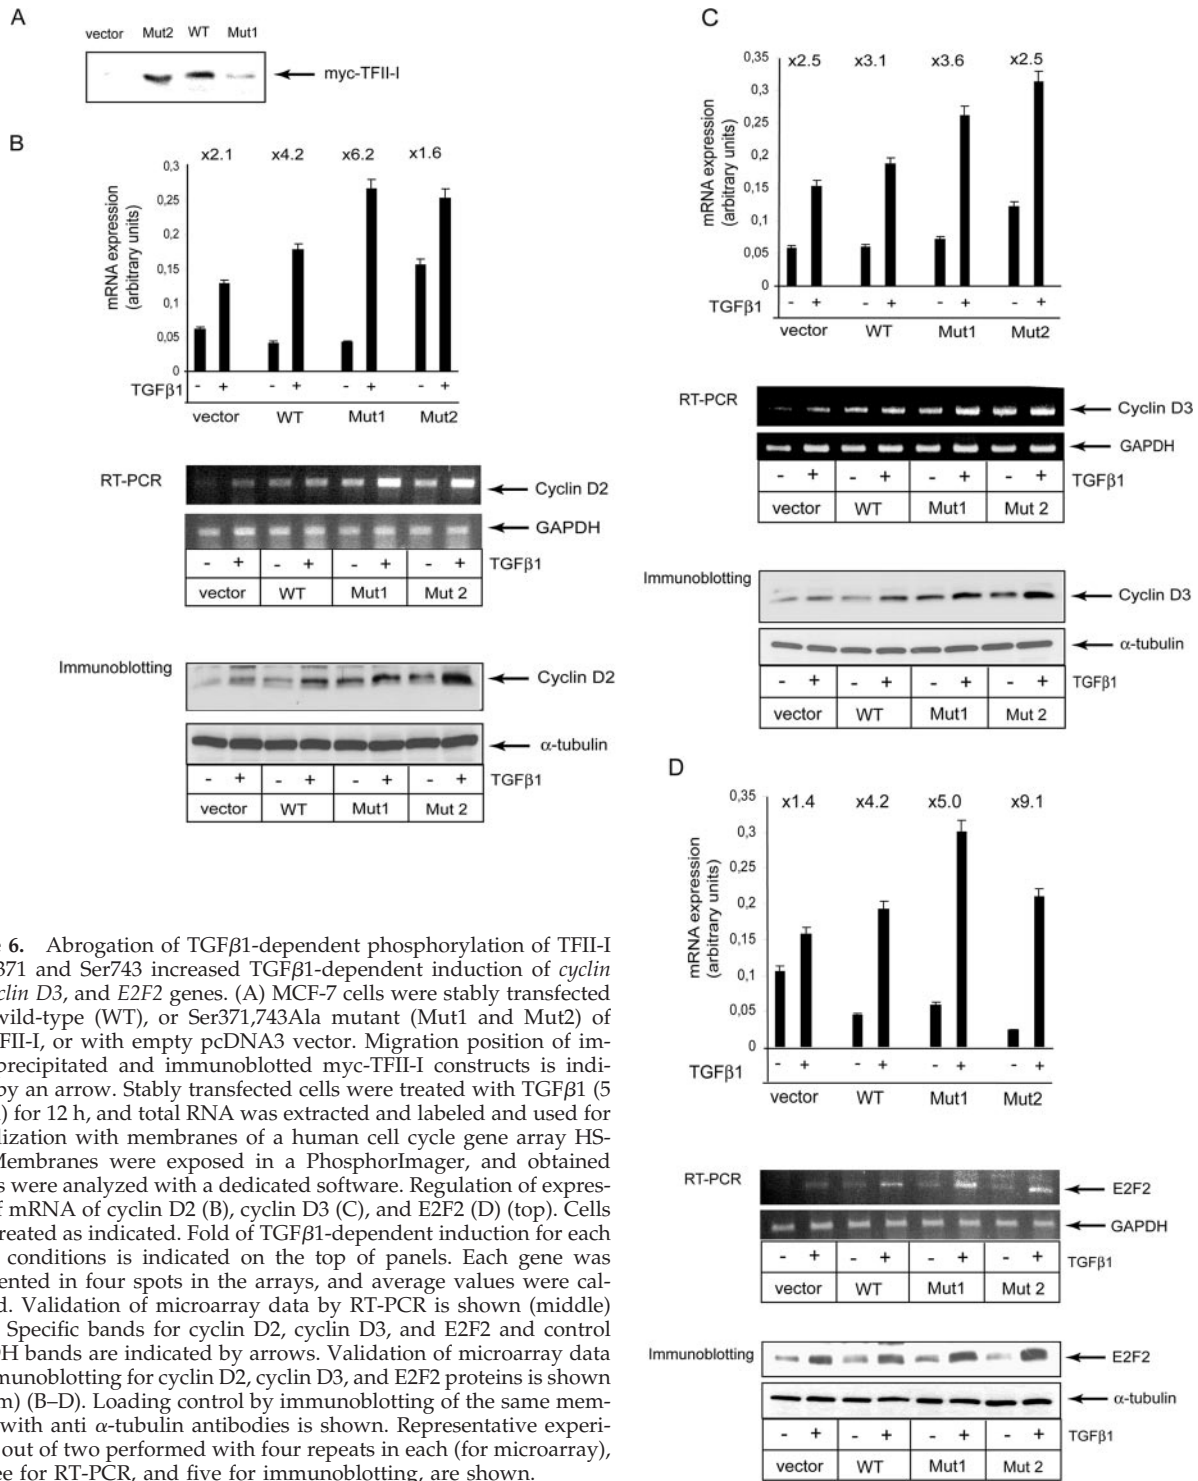 A
vector Mut2 WT Mut1
myc-TFII-I
B
x2.1 x4.2 x6.2 x1.6
0,3
0,25
0,2
0,15
0,1
0,05
0
mRNA expression
(arbitrary units)
TGFβ1 - + - + - + - +
vector WT Mut1 Mut2
RT-PCR
Cyclin D2
GAPDH
- + - + - + - + TGFβ1
vector WT Mut1 Mut 2
Immunoblotting
Cyclin D2
α-tubulin
- + - + - + - + TGFβ1
vector WT Mut1 Mut 2
C
x2.5 x3.1 x3.6 x2.5
0,35
0,3
0,25
0,2
0,15
0,1
0,05
0
mRNA expression
(arbitrary units)
TGFβ1 - + - + - + - +
vector WT Mut1 Mut2
RT-PCR
Cyclin D3
GAPDH
- + - + - + - + TGFβ1
vector WT Mut1 Mut 2
Immunoblotting
Cyclin D3
α-tubulin
- + - + - + - + TGFβ1
vector WT Mut1 Mut 2
D
x1.4 x4.2 x5.0 x9.1
0,35
0,3
0,25
0,2
0,15
0,1
0,05
0
mRNA expression
(arbitrary units)
TGFβ1 - + - + - + - +
vector WT Mut1 Mut2
RT-PCR
E2F2
GAPDH
- + - + - + - + TGFβ1
vector WT Mut1 Mut 2
Immunoblotting
E2F2
α-tubulin
- + - + - + - + TGFβ1
vector WT Mut1 Mut 2
e 6. Abrogation of TGFβ1-dependent phosphorylation of TFII-I
371 and Ser743 increased TGFβ1-dependent induction of cyclin
clin D3, and E2F2 genes. (A) MCF-7 cells were stably transfected
wild-type (WT), or Ser371,743Ala mutant (Mut1 and Mut2) of
FII-I, or with empty pcDNA3 vector. Migration position of im-
precipitated and immunoblotted myc-TFII-I constructs is indi-
by an arrow. Stably transfected cells were treated with TGFβ1 (5
) for 12 h, and total RNA was extracted and labeled and used for
lization with membranes of a human cell cycle gene array HS-
Membranes were exposed in a PhosphorImager, and obtained
s were analyzed with a dedicated software. Regulation of expres-
f mRNA of cyclin D2 (B), cyclin D3 (C), and E2F2 (D) (top). Cells
reated as indicated. Fold of TGFβ1-dependent induction for each
conditions is indicated on the top of panels. Each gene was
ented in four spots in the arrays, and average values were cal-
d. Validation of microarray data by RT-PCR is shown (middle)
Specific bands for cyclin D2, cyclin D3, and E2F2 and control
DH bands are indicated by arrows. Validation of microarray data
munoblotting for cyclin D2, cyclin D3, and E2F2 proteins is shown
m) (B–D). Loading control by immunoblotting of the same mem-
with anti α-tubulin antibodies is shown. Representative experi-
out of two performed with four repeats in each (for microarray),
ee for RT-PCR, and five for immunoblotting, are shown.